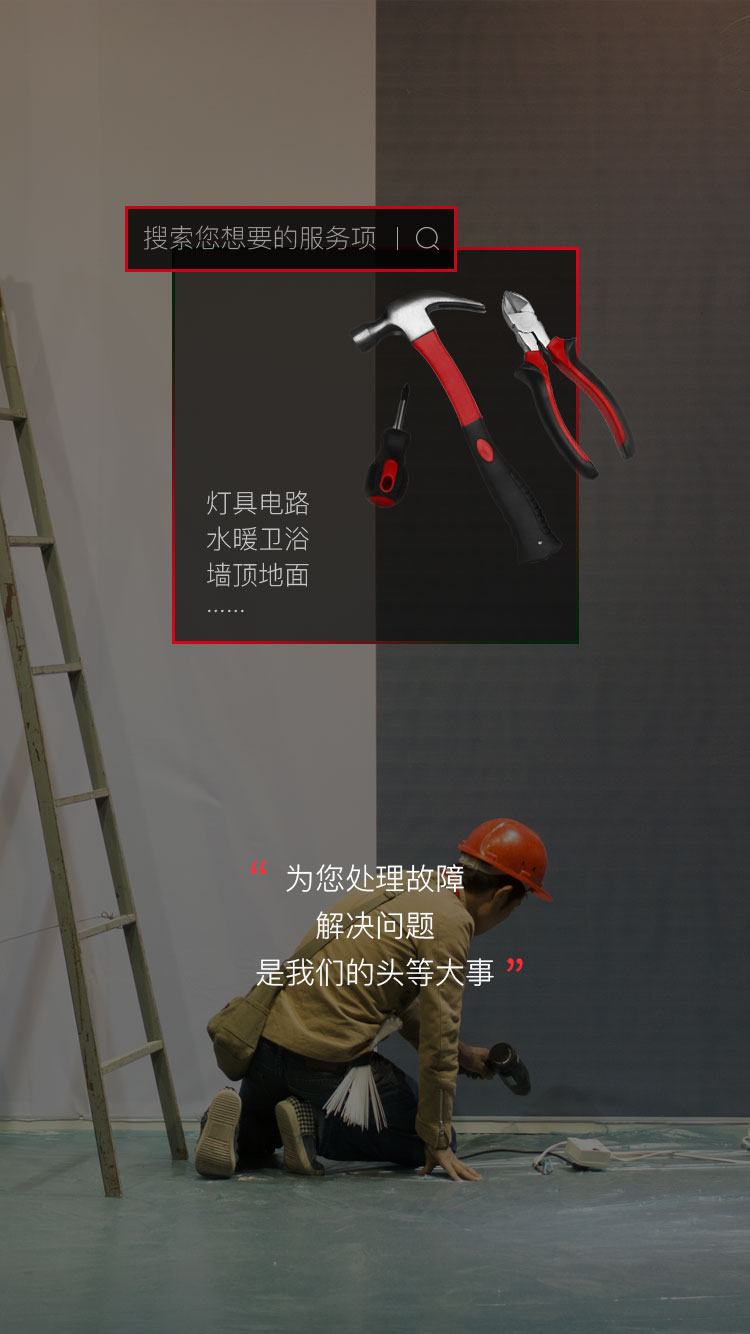 搜索您想要的服务项
灯具电路
水暖卫浴
墙顶地面
……
“ 为您处理故障
解决问题
是我们的头等大事 ”